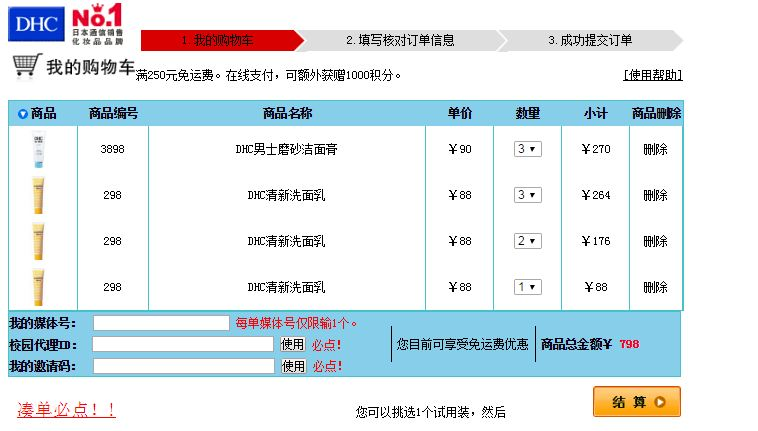 DHC No.1
日本通信销售
化妆品品牌
1.我的购物车 2.填写核对订单信息 3.成功提交订单
我的购物车 满250元免运费。在线支付，可额外获赠1000积分。 [使用帮助]
商品 商品编号 商品名称 单价 数量 小计 商品删除
3898 DHC男士磨砂洁面膏 ￥90 3 ￥270 删除
298 DHC清新洗面乳 ￥88 3 ￥264 删除
298 DHC清新洗面乳 ￥88 2 ￥176 删除
298 DHC清新洗面乳 ￥88 1 ￥88 删除
我的媒体号： 每单媒体号仅限输1个。
校园代理ID： 使用 必点！ 您目前可享受免运费优惠 商品总金额￥ 798
我的邀请码： 使用 必点！
凑单必点！！ 您可以挑选1个试用装，然后 结 算